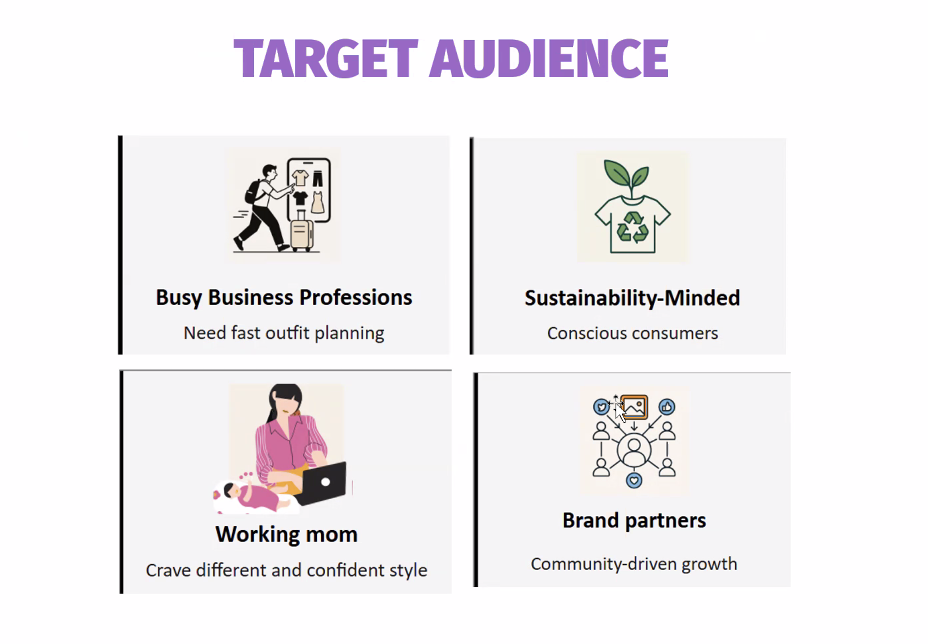 TARGET AUDIENCE
Busy Business Professions
Need fast outfit planning
Sustainability-Minded
Conscious consumers
Working mom
Crave different and confident style
Brand partners
Community-driven growth